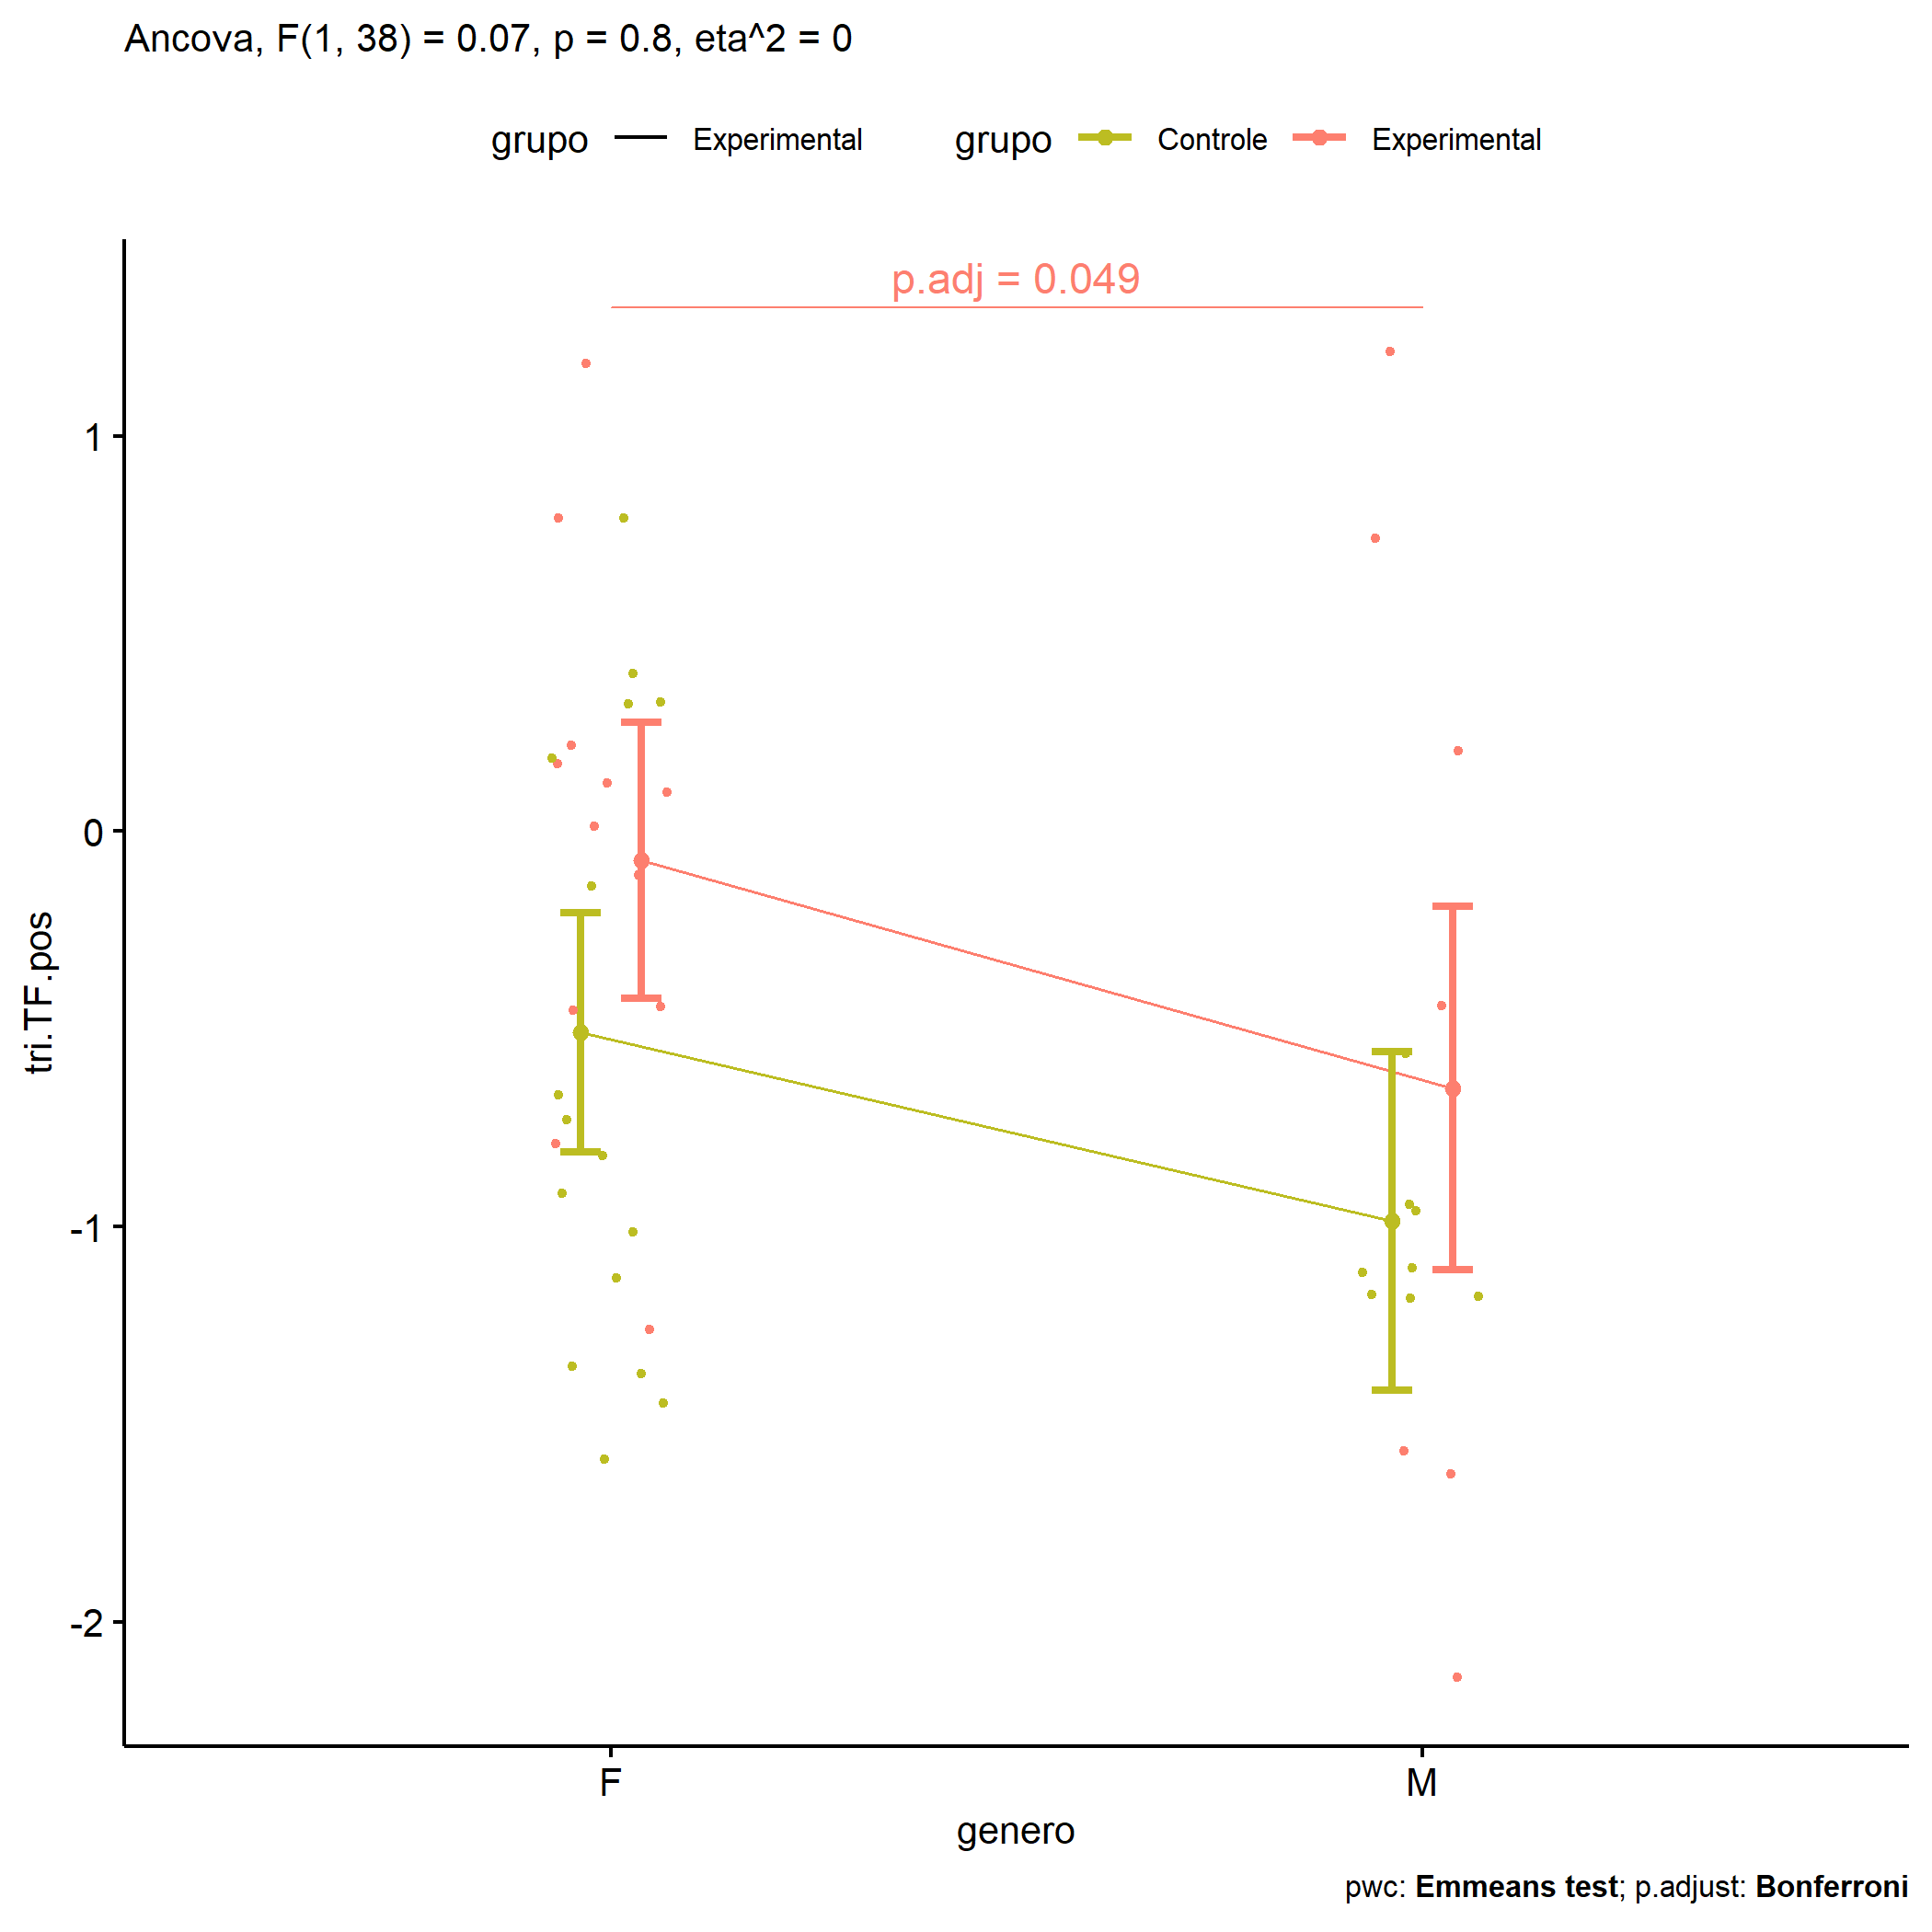 Ancova, F(1, 38) = 0.07, p = 0.8, eta^2 = 0
grupo Experimental grupo Controle Experimental
p.adj = 0.049
1
0
-1
-2
tri.TF.pos
F M
genero
pwc: Emmeans test; p.adjust: Bonferroni